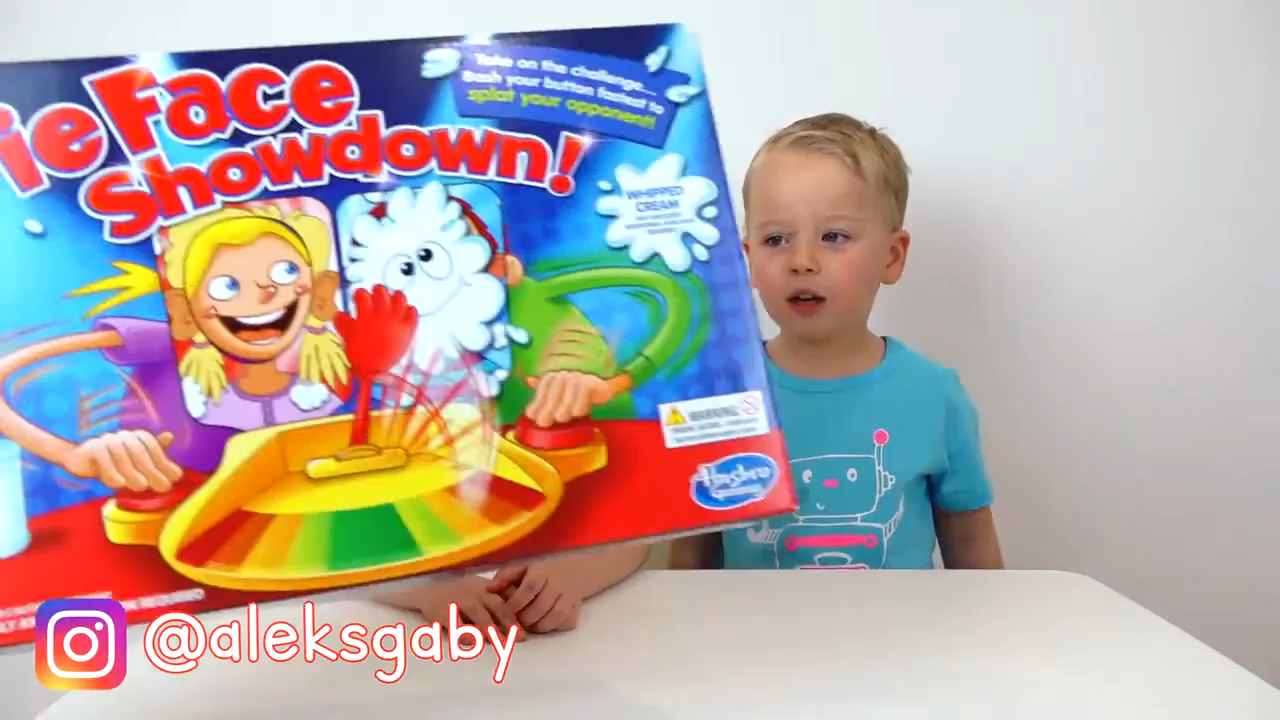 ie Face
Showdown!
Take on the challenge...
Bash your button fastest to
splat your opponent!
WHIPPED
CREAM
WARNING
Hasbro
@aleksgaby